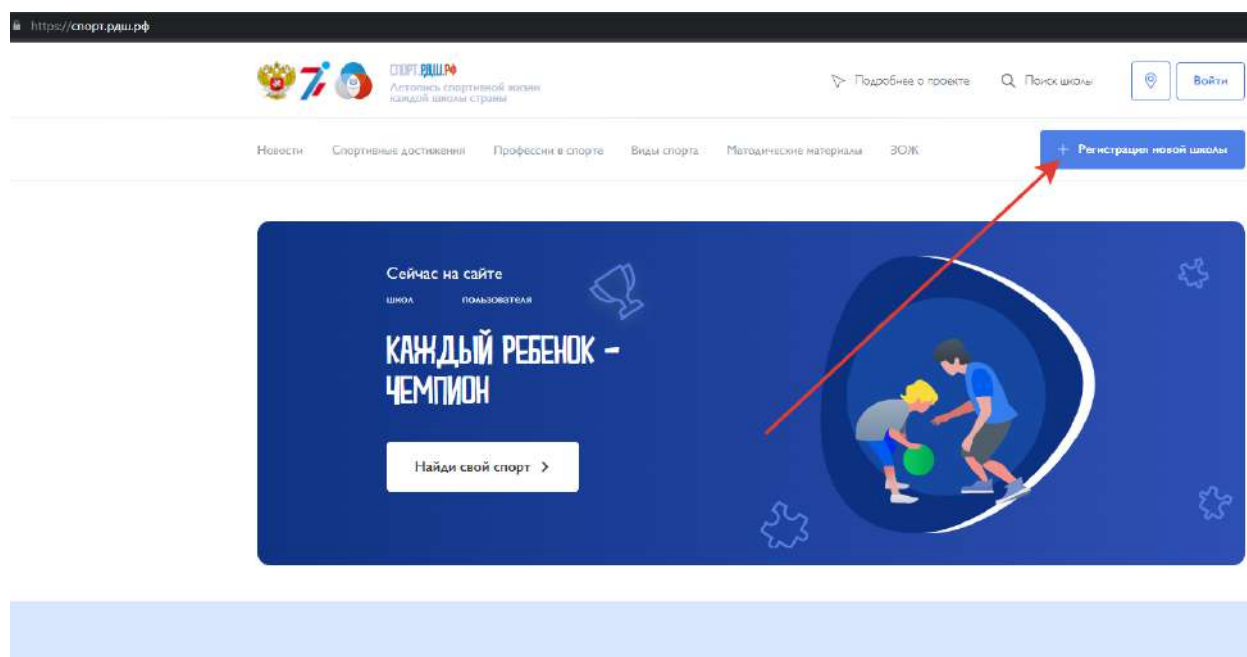 https://спорт.рдш.рф
СПОРТ.РДШ.РФ
Летопись спортивной жизни
каждой школы страны
Подробнее о проекте
Поиск школы
Войти
Новости
Спортивные достижения
Профессии в спорте
Виды спорта
Методические материалы
ЗОЖ
+ Регистрация новой школы
Сейчас на сайте
школ пользователя
КАЖДЫЙ РЕБЕНОК –
ЧЕМПИОН
Найди свой спорт >